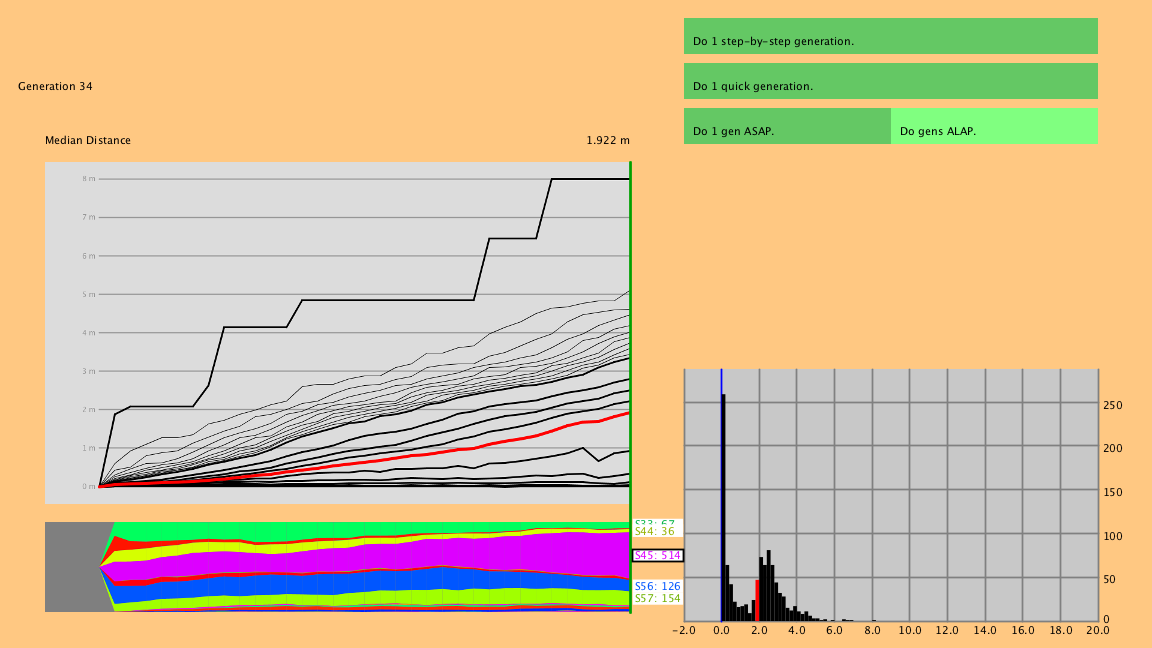 Do 1 step-by-step generation.
Generation 34
Do 1 quick generation.
Do 1 gen ASAP.
Do gens ALAP.
Median Distance
1.922 m
8 m
7 m
6 m
5 m
4 m
3 m
2 m
1 m
0 m
250
200
150
100
50
0
S33: 67
S44: 36
S45: 514
S56: 126
S57: 154
-2.0 0.0 2.0 4.0 6.0 8.0 10.0 12.0 14.0 16.0 18.0 20.0